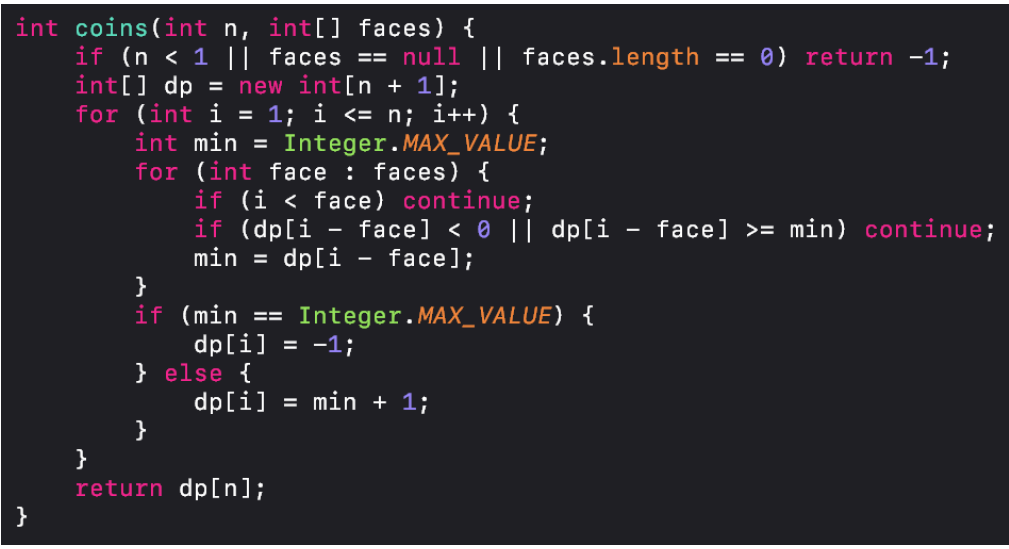 int coins(int n, int[] faces) {
    if (n < 1 || faces == null || faces.length == 0) return -1;
    int[] dp = new int[n + 1];
    for (int i = 1; i <= n; i++) {
        int min = Integer.MAX_VALUE;
        for (int face : faces) {
            if (i < face) continue;
            if (dp[i - face] < 0 || dp[i - face] >= min) continue;
            min = dp[i - face];
        }
        if (min == Integer.MAX_VALUE) {
            dp[i] = -1;
        } else {
            dp[i] = min + 1;
        }
    }
    return dp[n];
}